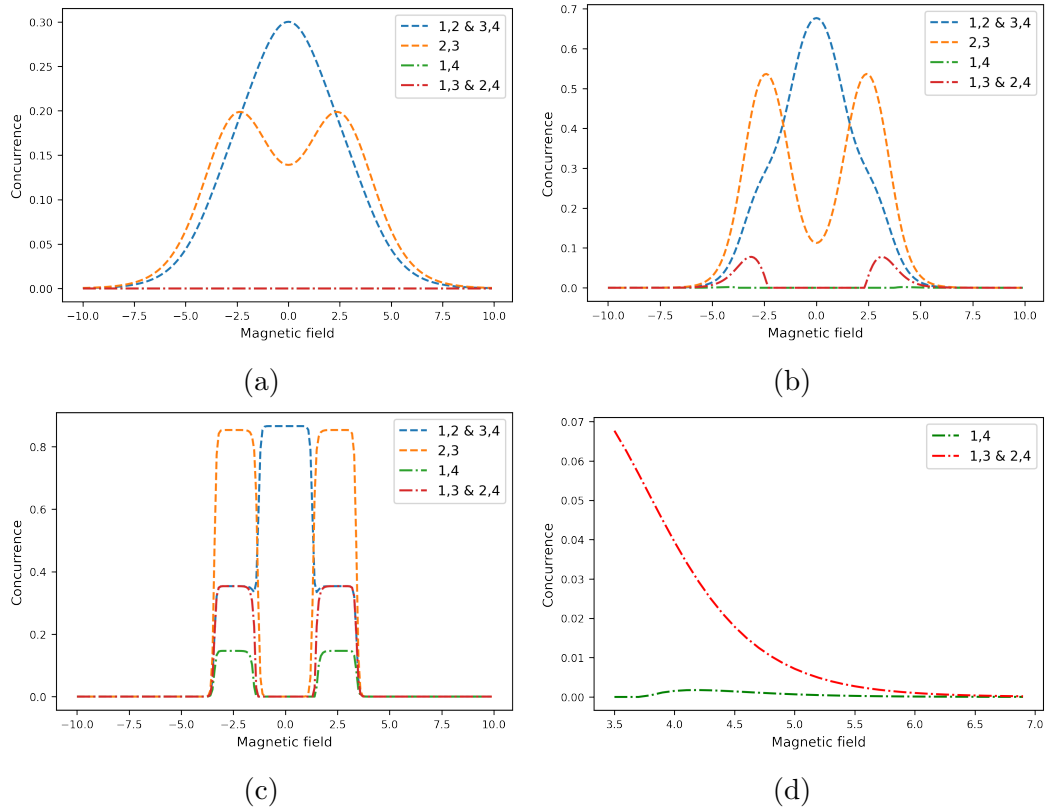 0.30
0.25
0.20
0.15
0.10
0.05
0.00
Concurrence
−10.0 −7.5 −5.0 −2.5 0.0 2.5 5.0 7.5 10.0
Magnetic field
1,2 & 3,4
2,3
1,4
1,3 & 2,4
(a)
0.7
0.6
0.5
0.4
0.3
0.2
0.1
0.0
Concurrence
−10.0 −7.5 −5.0 −2.5 0.0 2.5 5.0 7.5 10.0
Magnetic field
1,2 & 3,4
2,3
1,4
1,3 & 2,4
(b)
0.8
0.6
0.4
0.2
0.0
Concurrence
−10.0 −7.5 −5.0 −2.5 0.0 2.5 5.0 7.5 10.0
Magnetic field
1,2 & 3,4
2,3
1,4
1,3 & 2,4
(c)
0.07
0.06
0.05
0.04
0.03
0.02
0.01
0.00
Concurrence
3.5 4.0 4.5 5.0 5.5 6.0 6.5 7.0
Magnetic field
1,4
1,3 & 2,4
(d)